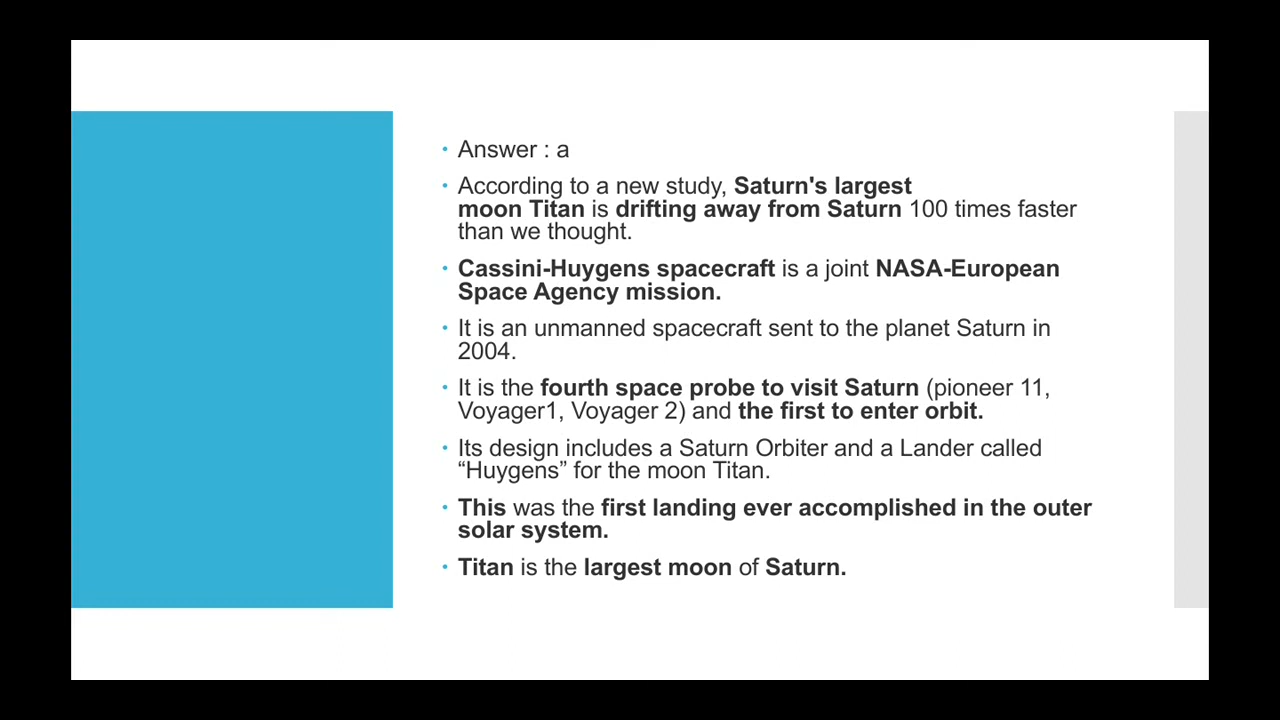 Answer : a
According to a new study, Saturn's largest
moon Titan is drifting away from Saturn 100 times faster
than we thought.
Cassini-Huygens spacecraft is a joint NASA-European
Space Agency mission.
It is an unmanned spacecraft sent to the planet Saturn in
2004.
It is the fourth space probe to visit Saturn (pioneer 11,
Voyager1, Voyager 2) and the first to enter orbit.
Its design includes a Saturn Orbiter and a Lander called
“Huygens” for the moon Titan.
This was the first landing ever accomplished in the outer
solar system.
Titan is the largest moon of Saturn.